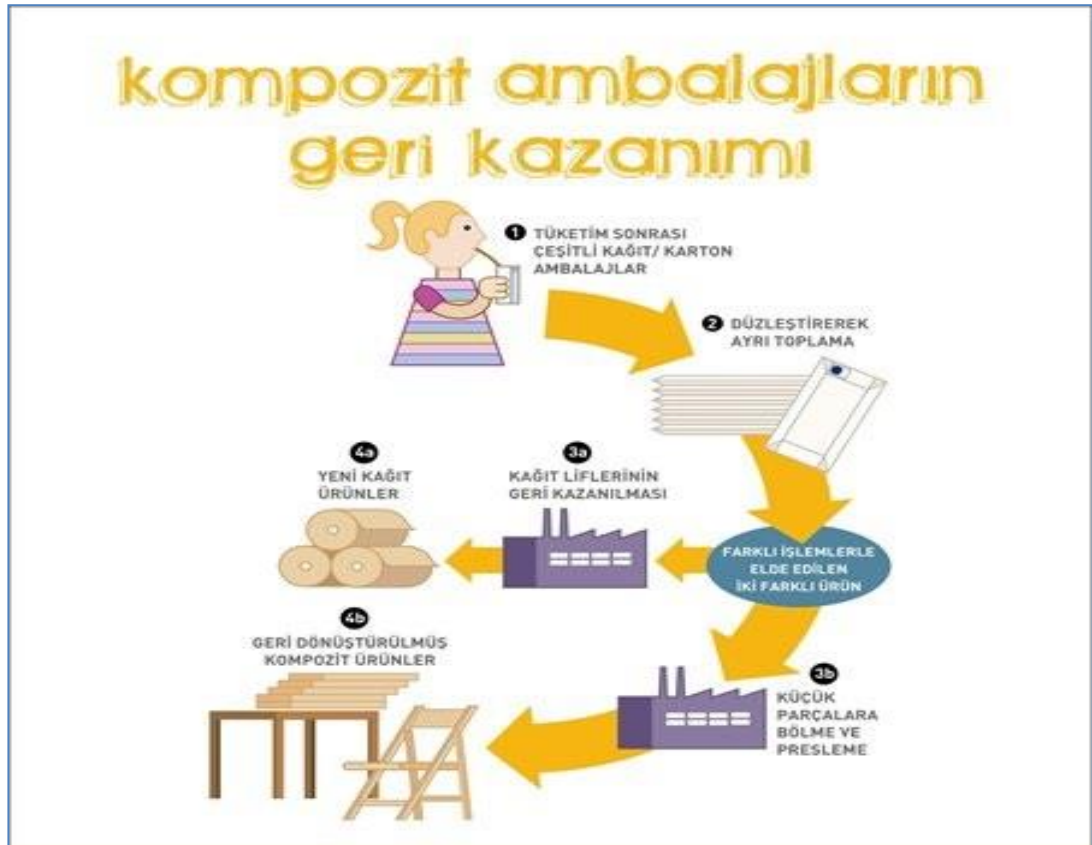 kompozit ambalajların
geri kazanımı
1 TÜKETİM SONRASI
ÇEŞİTLİ KAĞIT/ KARTON
AMBALAJLAR
2 DÜZLEŞTİREREK
AYRI TOPLAMA
FARKLI İŞLEMLERLE
ELDE EDİLEN
İKİ FARKLI ÜRÜN
3a
KAĞIT LİFLERİNİN
GERİ KAZANILMASI
4a
YENİ KAĞIT
ÜRÜNLER
3b
KÜÇÜK
PARÇALARA
BÖLME VE
PRESLEME
4b
GERİ DÖNÜŞTÜRÜLMÜŞ
KOMPOZİT ÜRÜNLER